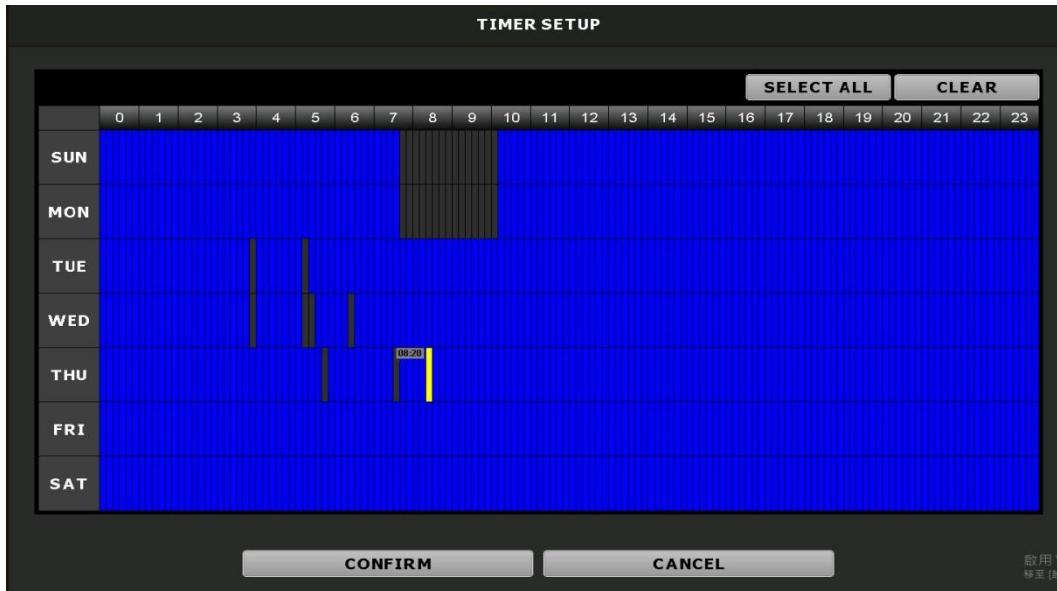 TIMER SETUP
SELECT ALL CLEAR
0 1 2 3 4 5 6 7 8 9 10 11 12 13 14 15 16 17 18 19 20 21 22 23
SUN
MON
TUE
WED
THU 08:20
FRI
SAT
CONFIRM CANCEL
啟用
移至